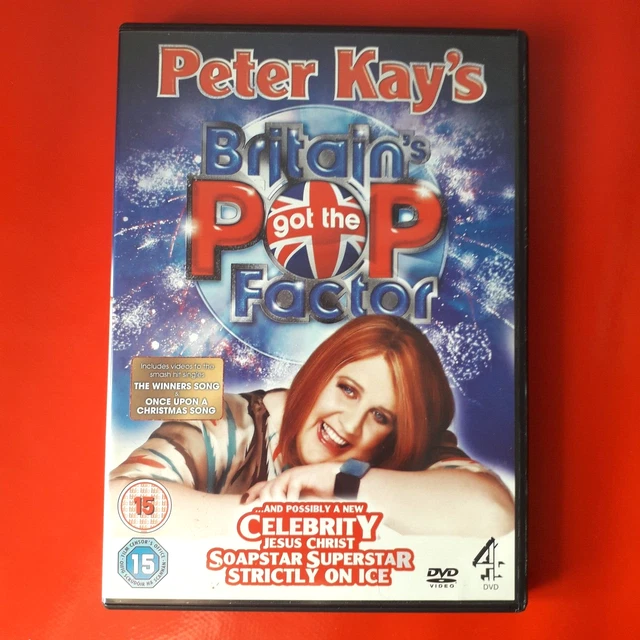 Peter Kay's
Britain's
got the
POP
Factor
Includes videos to the
smash hit singles
THE WINNERS SONG
&
ONCE UPON A
CHRISTMAS SONG
15
15
...AND POSSIBLY A NEW
CELEBRITY
JESUS CHRIST
SOAPSTAR SUPERSTAR
STRICTLY ON ICE
DVD
VIDEO
4
DVD